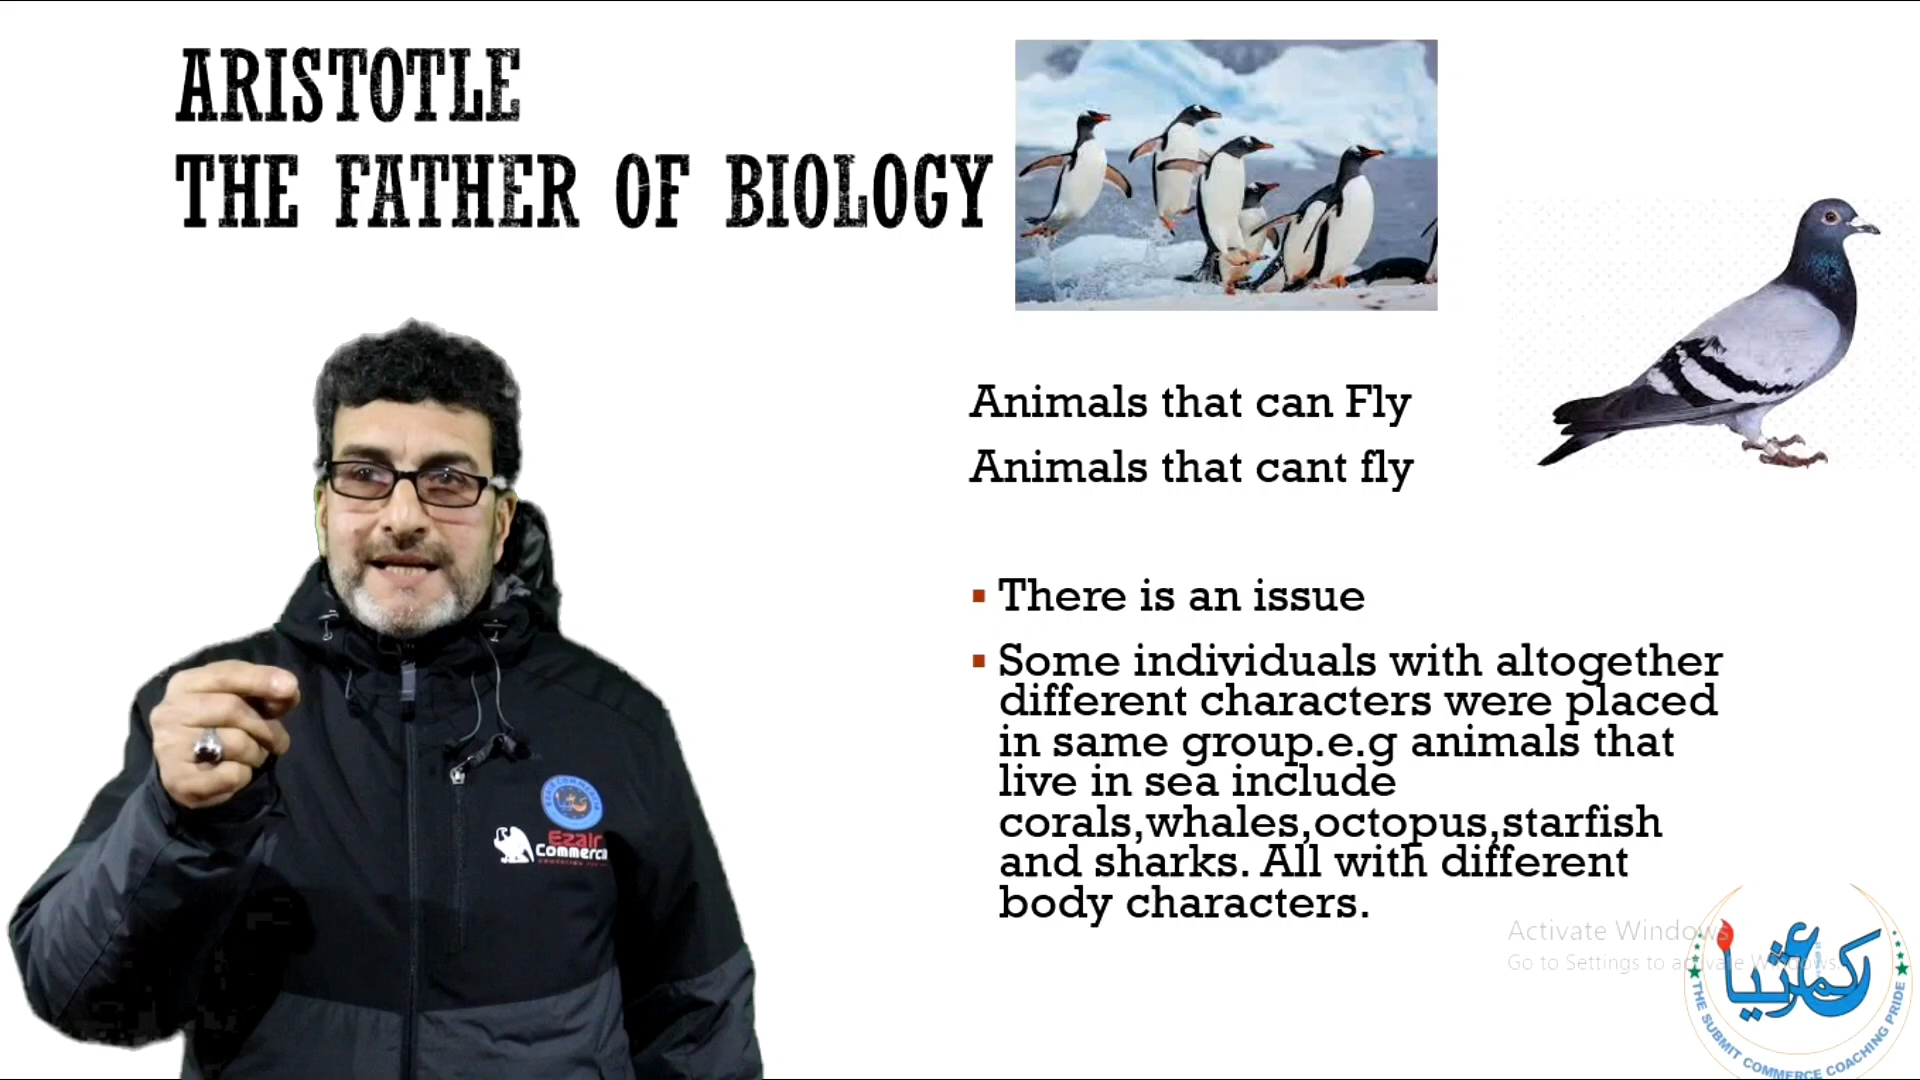 ARISTOTLE
THE FATHER OF BIOLOGY
Animals that can Fly
Animals that cant fly
▪ There is an issue
▪ Some individuals with altogether
different characters were placed
in same group.e.g animals that
live in sea include
corals,whales,octopus,starfish
and sharks. All with different
body characters.
Ezair
Commercia
Activate Windows
Go to Settings to activate Windows.
THE SUBMIT COMMERCE COACHING PRIDE